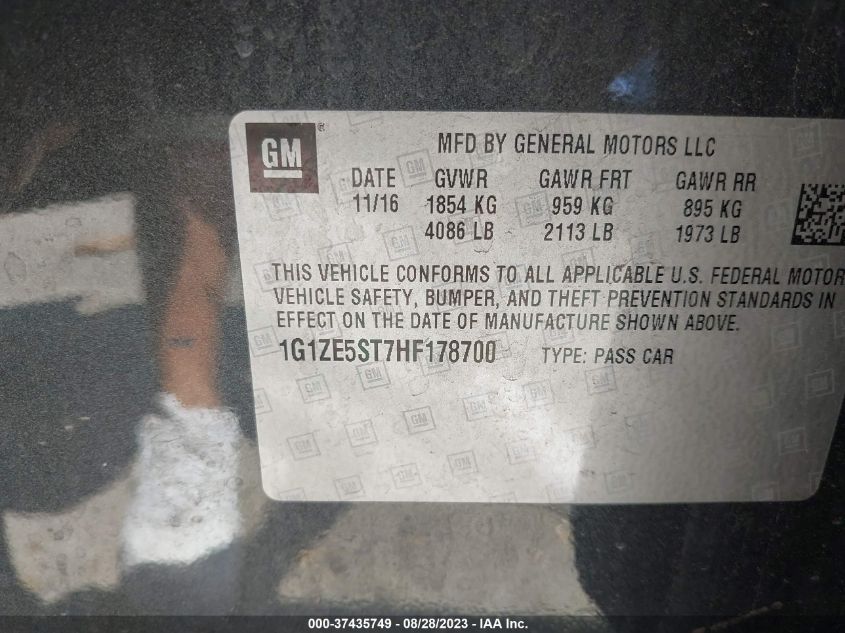 GM®
MFD BY GENERAL MOTORS LLC
DATE GVWR GAWR FRT GAWR RR
11/16 1854 KG 959 KG 895 KG
4086 LB 2113 LB 1973 LB
THIS VEHICLE CONFORMS TO ALL APPLICABLE U.S. FEDERAL MOTOR
VEHICLE SAFETY, BUMPER, AND THEFT PREVENTION STANDARDS IN
EFFECT ON THE DATE OF MANUFACTURE SHOWN ABOVE.
1G1ZE5ST7HF178700 TYPE: PASS CAR
000-37435749 - 08/28/2023 - IAA Inc.